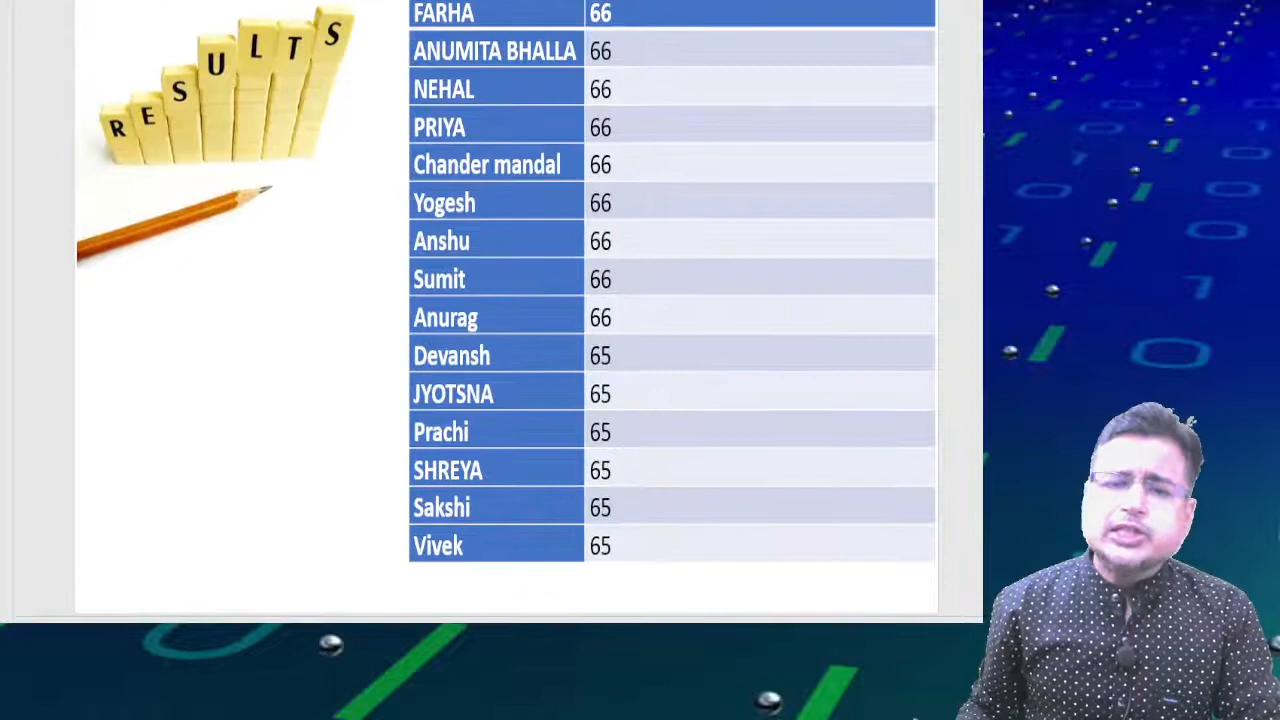 RESULTS
FARHA 66
ANUMITA BHALLA 66
NEHAL 66
PRIYA 66
Chander mandal 66
Yogesh 66
Anshu 66
Sumit 66
Anurag 66
Devansh 65
JYOTSNA 65
Prachi 65
SHREYA 65
Sakshi 65
Vivek 65